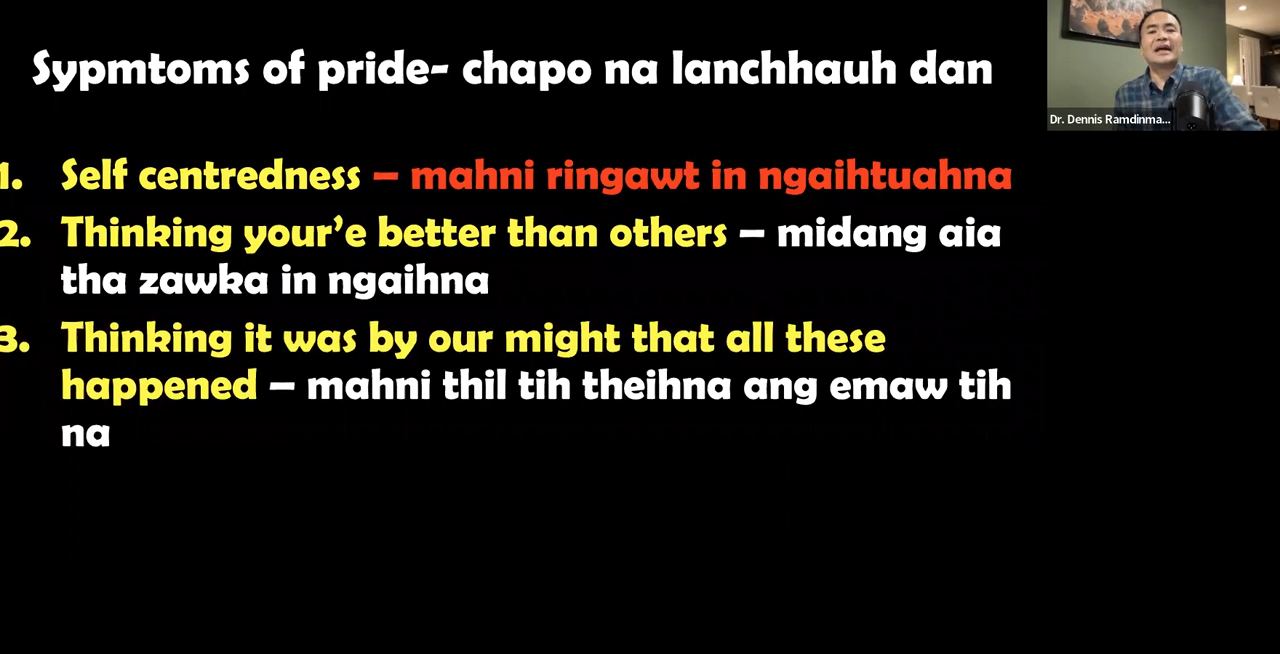 Sypmtoms of pride- chapo na lanchhauh dan
Dr. Dennis Ramdinma...
1. Self centredness – mahni ringawt in ngaihtuahna
2. Thinking your'e better than others – midang aia
tha zawka in ngaihna
3. Thinking it was by our might that all these
happened – mahni thil tih theihna ang emaw tih
na